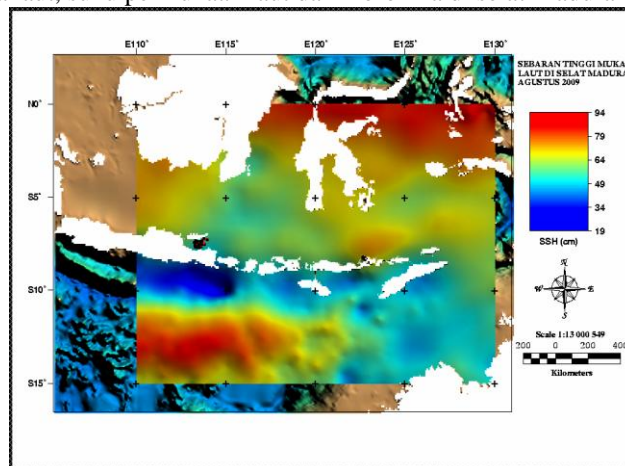 E110° E115° E120° E125° E130°
SEBARAN TINGGI MUKA
LAUT DI SELAT MADURA
AGUSTUS 2009
N0°
S5°
S10°
S15°
94
79
64
49
34
19
SSH (cm)
N
W E
S
Scale 1:13 000 549
200 0 200 400
Kilometers